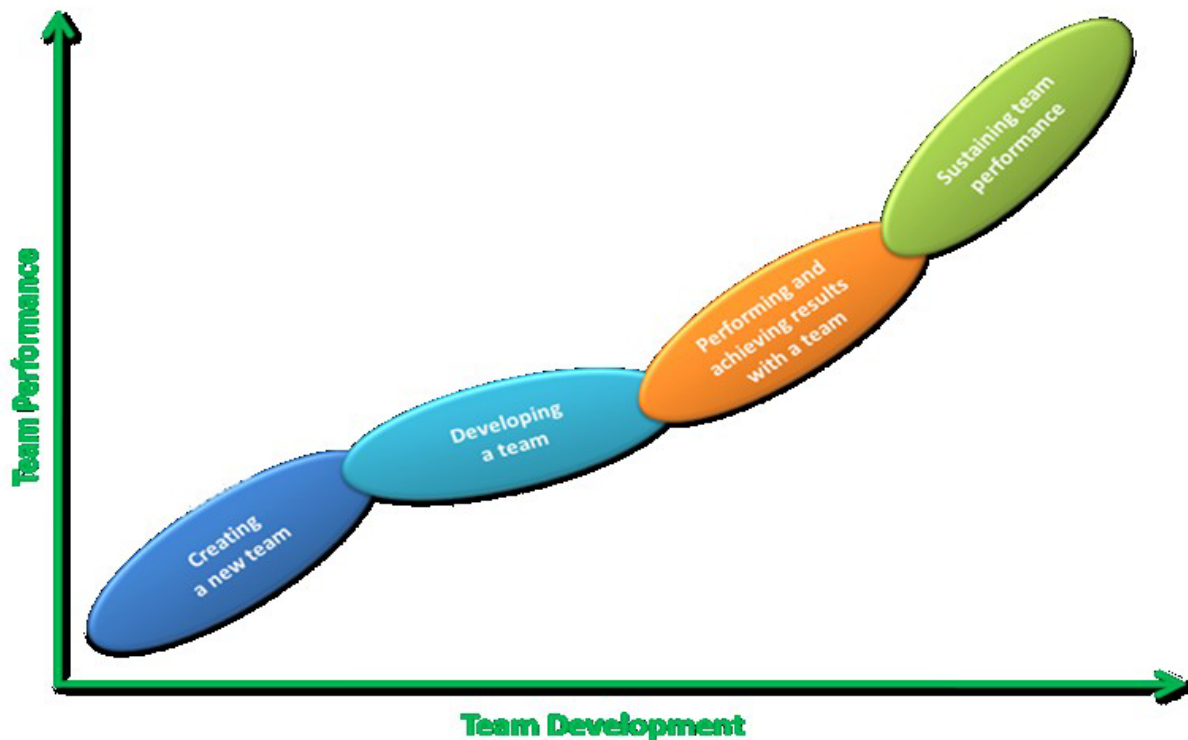 Team Performance
Sustaining team
performance
Performing and
achieving results
with a team
Developing
a team
Creating
a new team
Team Development